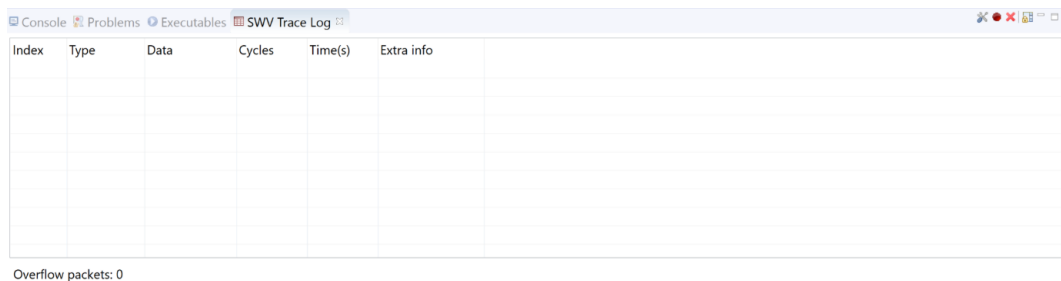 Console Problems Executables SWV Trace Log
Index Type Data Cycles Time(s) Extra info
Overflow packets: 0